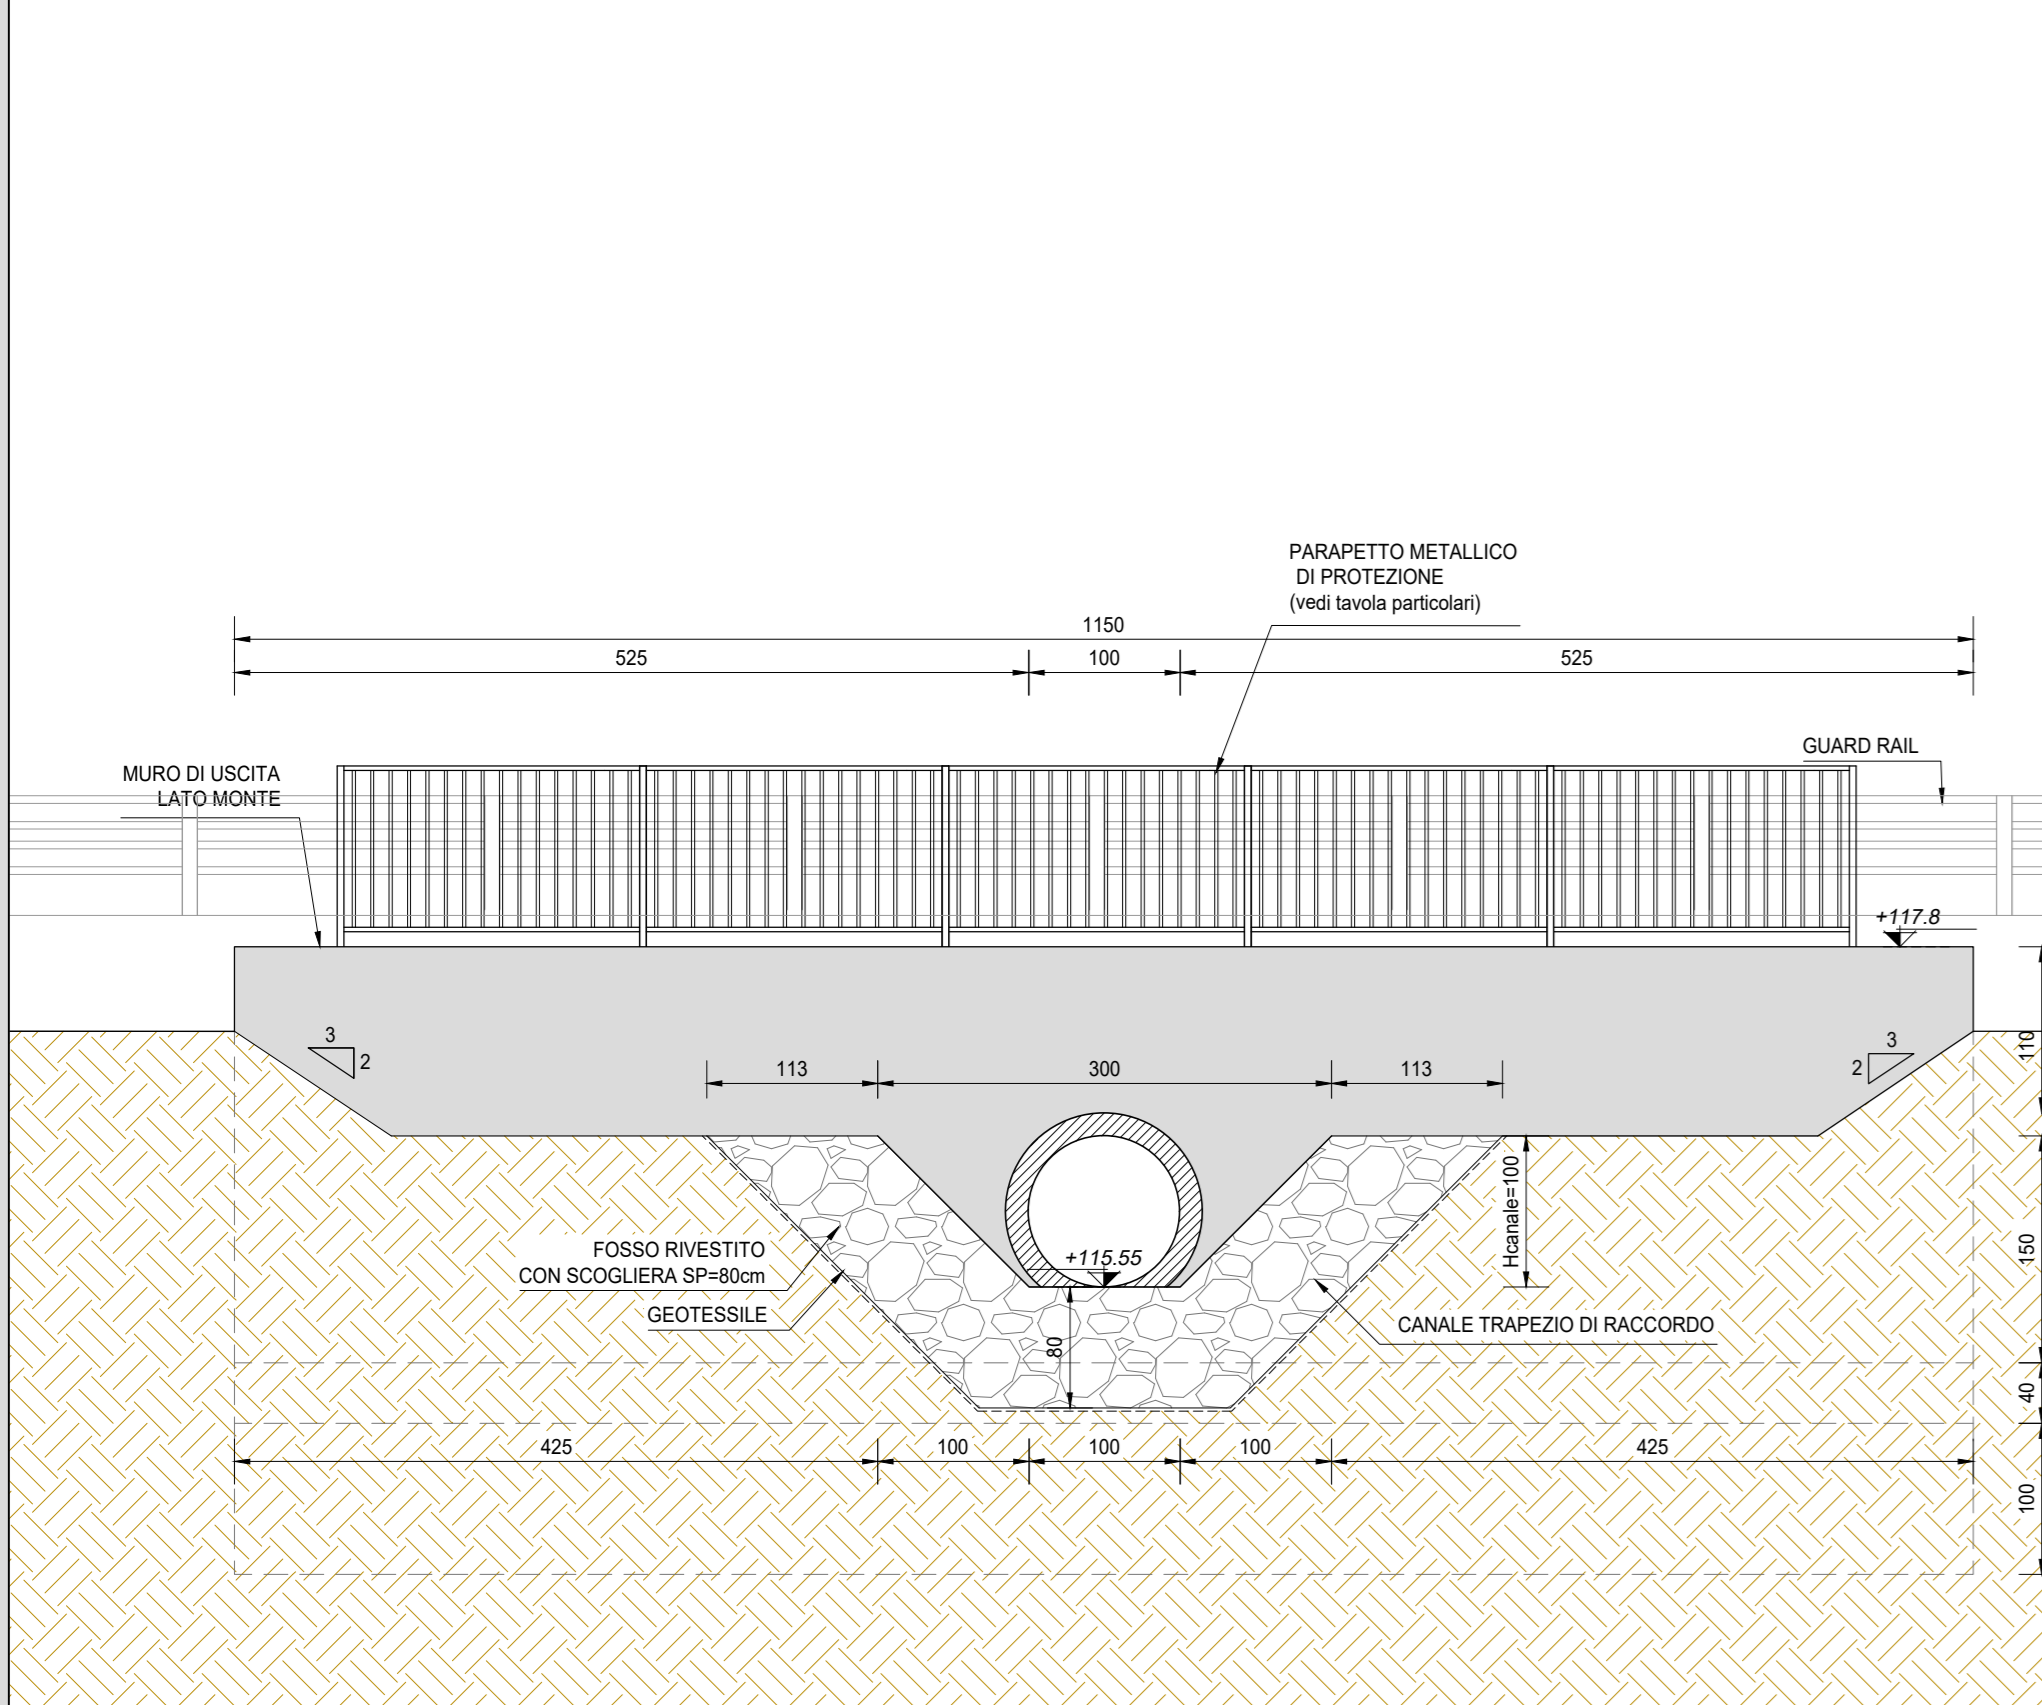 PARAPETTO METALLICO
DI PROTEZIONE
(vedi tavola particolari)
1150
525
100
525
GUARD RAIL
MURO DI USCITA
LATO MONTE
+117.8
3
2
3
2
110
113
300
113
Hcanale=100
150
FOSSO RIVESTITO
CON SCOGLIERA SP=80cm
GEOTESSILE
+115.55
80
CANALE TRAPEZIO DI RACCORDO
40
425
100
100
100
425
100